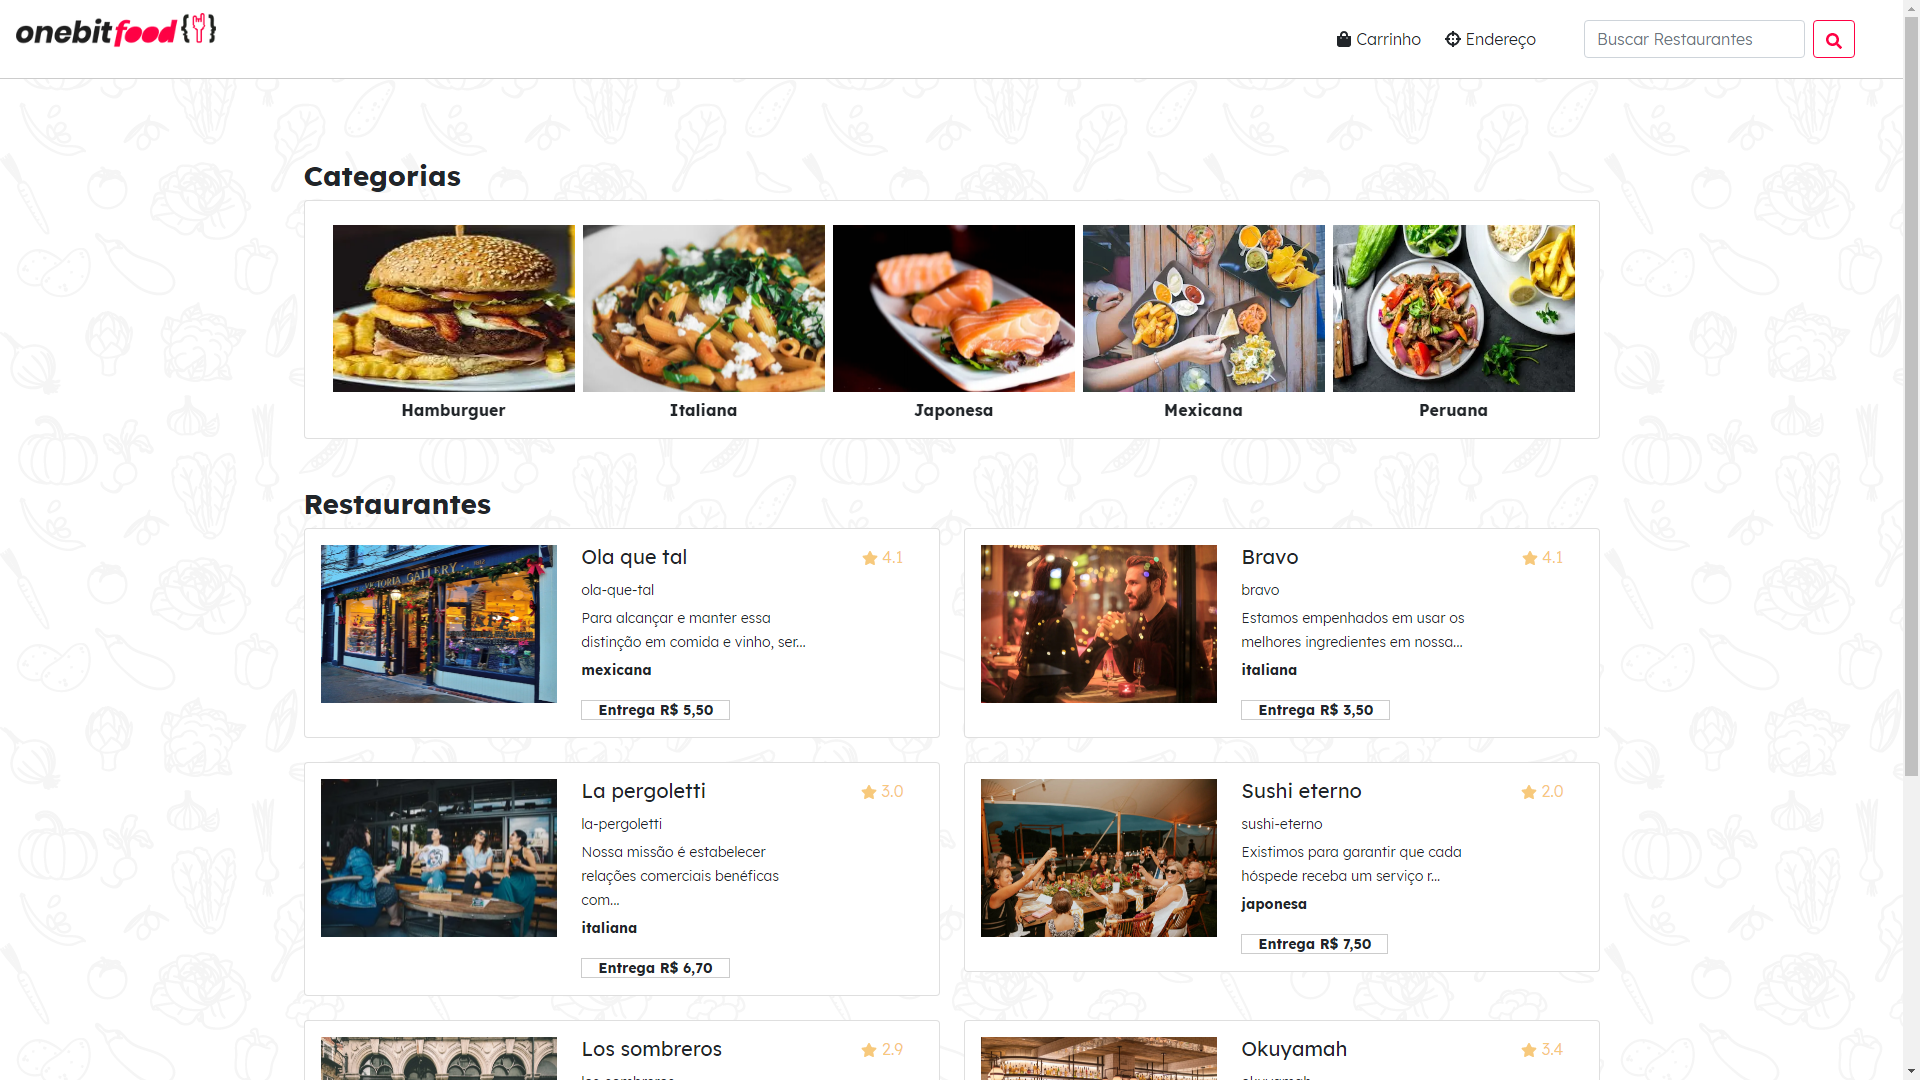 onebitfood
Carrinho
Endereço
Buscar Restaurantes
Categorias
Hamburguer
Italiana
Japonesa
Mexicana
Peruana
Restaurantes
Ola que tal
4.1
ola-que-tal
Para alcançar e manter essa
distinção em comida e vinho, ser...
mexicana
Entrega R$ 5,50
Bravo
4.1
bravo
Estamos empenhados em usar os
melhores ingredientes em nossa...
italiana
Entrega R$ 3,50
La pergoletti
3.0
la-pergoletti
Nossa missão é estabelecer
relações comerciais benéficas
com...
italiana
Entrega R$ 6,70
Sushi eterno
2.0
sushi-eterno
Existimos para garantir que cada
hóspede receba um serviço r...
japonesa
Entrega R$ 7,50
Los sombreros
2.9
Okuyamah
3.4